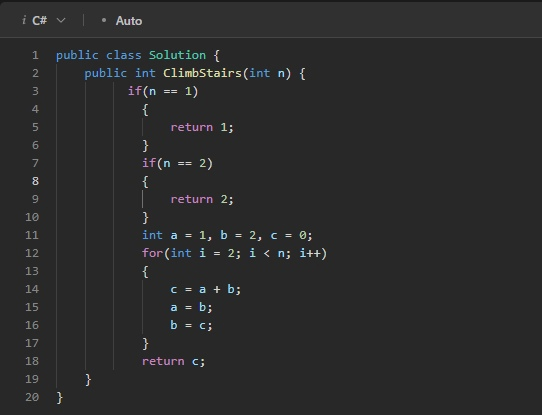 i C# Auto
1 public class Solution {
2 public int ClimbStairs(int n) {
3 if(n == 1)
4 {
5 return 1;
6 }
7 if(n == 2)
8 {
9 return 2;
10 }
11 int a = 1, b = 2, c = 0;
12 for(int i = 2; i < n; i++)
13 {
14 c = a + b;
15 a = b;
16 b = c;
17 }
18 return c;
19 }
20 }